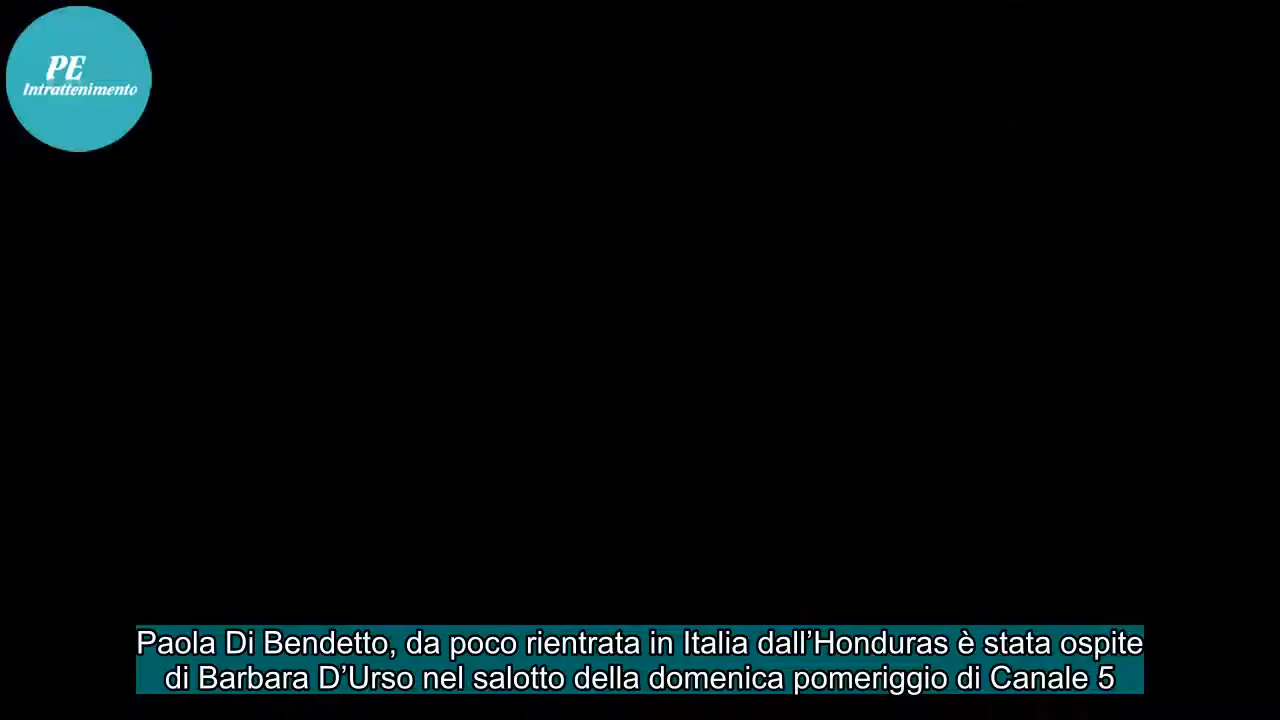 PE
Intrattenimento
Paola Di Bendetto, da poco rientrata in Italia dall’Honduras è stata ospite
di Barbara D’Urso nel salotto della domenica pomeriggio di Canale 5